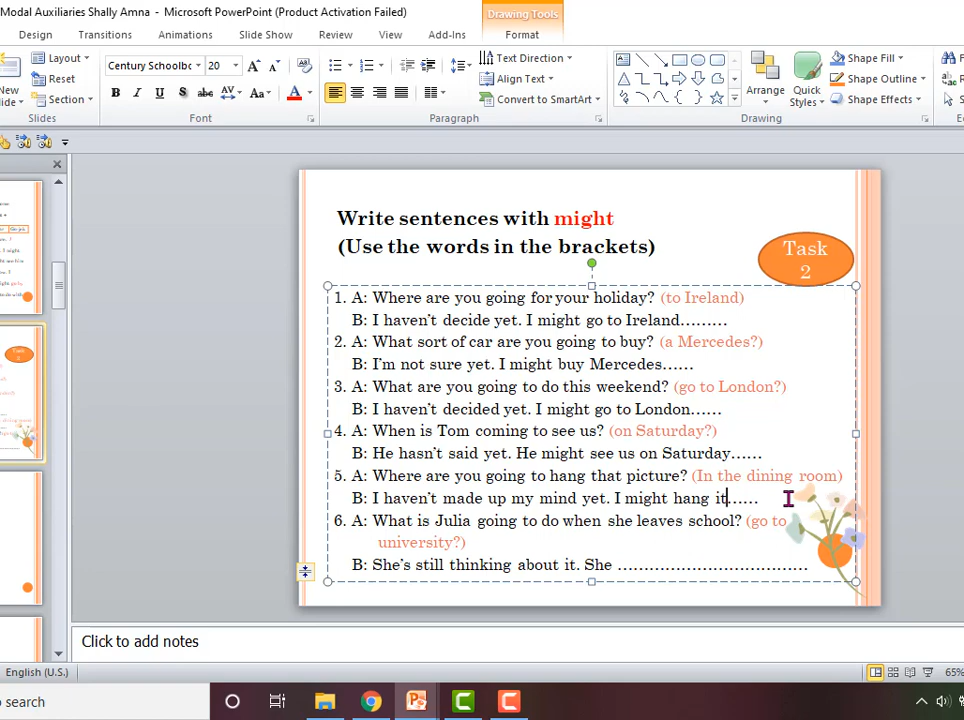 Modal Auxiliaries Shally Amna - Microsoft PowerPoint (Product Activation Failed)
Drawing Tools
Design Transitions Animations Slide Show Review View Add-Ins Format
New Slide
Layout
Reset
Section
Slides
Century Schoolbc 20
B I U S abc AV Aa A
Font
Text Direction
Align Text
Convert to SmartArt
Paragraph
Arrange
Quick Styles
Shape Fill
Shape Outline
Shape Effects
Drawing
Write sentences with might
(Use the words in the brackets)
Task
2
1. A: Where are you going for your holiday? (to Ireland)
B: I haven't decide yet. I might go to Ireland.........
2. A: What sort of car are you going to buy? (a Mercedes?)
B: I'm not sure yet. I might buy Mercedes......
3. A: What are you going to do this weekend? (go to London?)
B: I haven't decided yet. I might go to London......
4. A: When is Tom coming to see us? (on Saturday?)
B: He hasn't said yet. He might see us on Saturday......
5. A: Where are you going to hang that picture? (In the dining room)
B: I haven't made up my mind yet. I might hang it......
6. A: What is Julia going to do when she leaves school? (go to
university?)
B: She's still thinking about it. She ....................................
Click to add notes
English (U.S.)
65%
o search